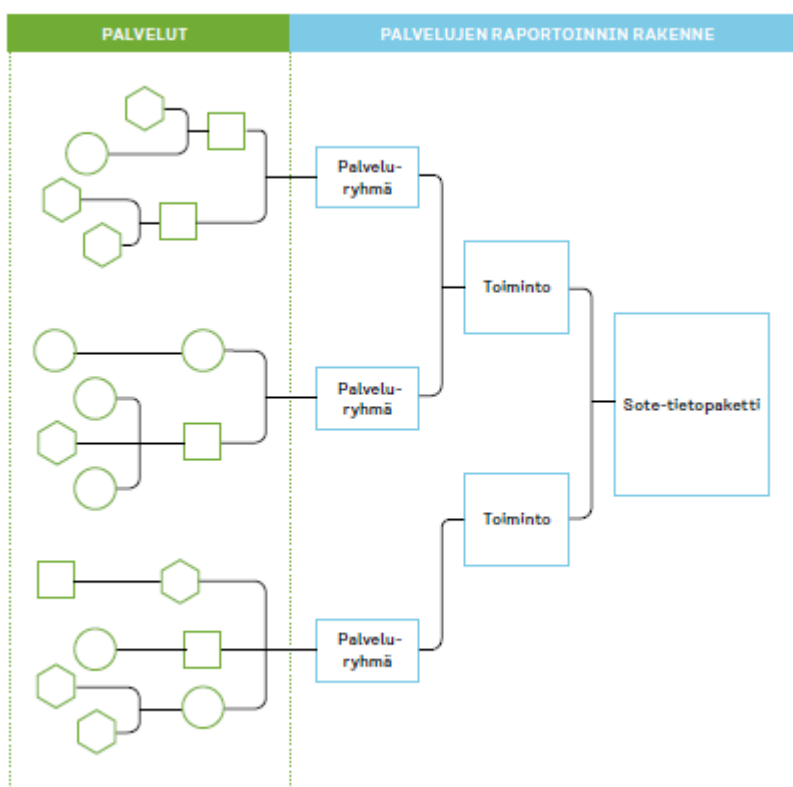 PALVELUT
PALVELUJEN RAPORTOINNIN RAKENNE
Palvelu-
ryhmä
Toiminto
Palvelu-
ryhmä
Sote-tietopaketti
Toiminto
Palvelu-
ryhmä